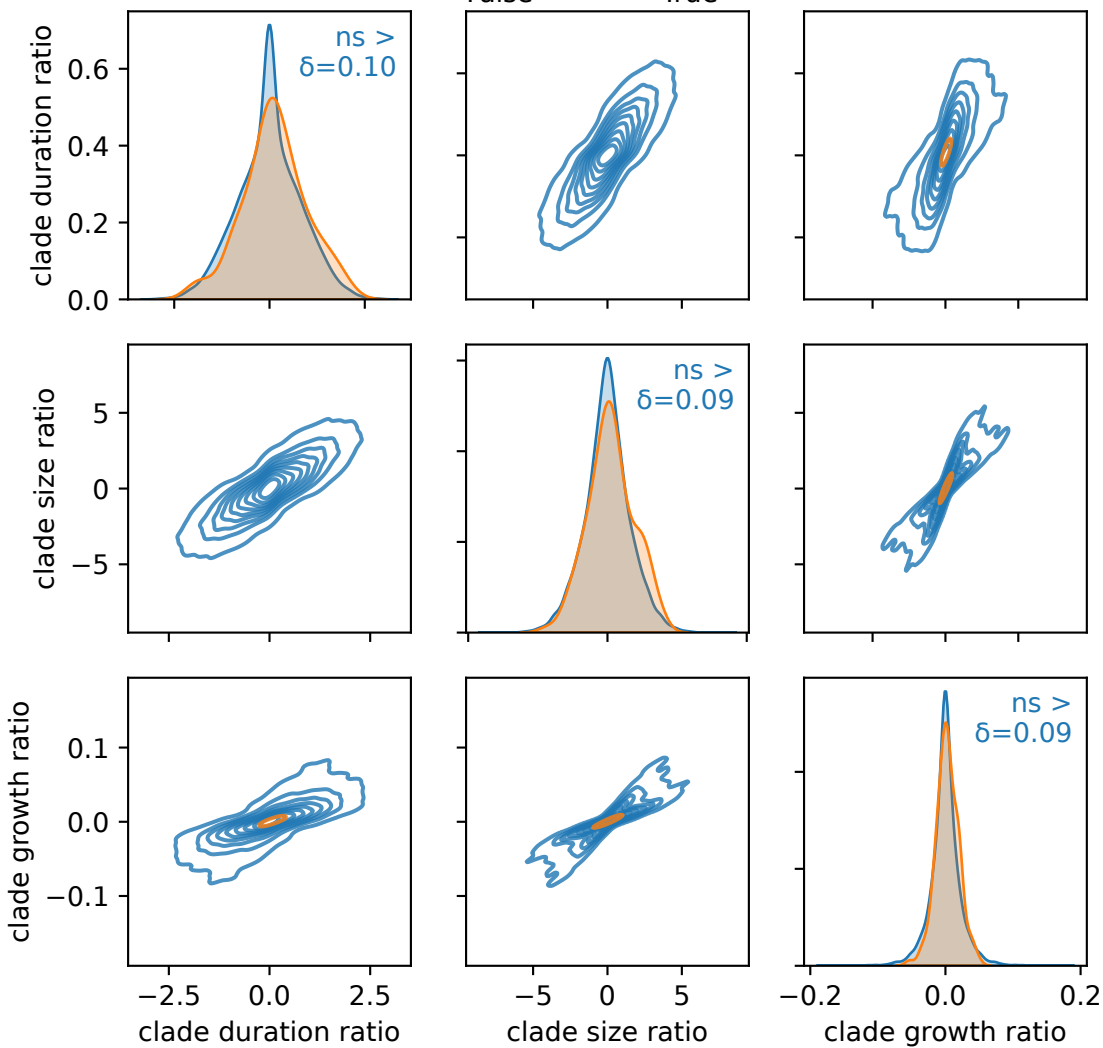 clade duration ratio
0.6
0.4
0.2
0.0
ns >
δ=0.10
clade size ratio
5
0
−5
ns >
δ=0.09
clade growth ratio
0.1
0.0
−0.1
ns >
δ=0.09
−2.5 0.0 2.5
−5 0 5
−0.2 0.0 0.2
clade duration ratio
clade size ratio
clade growth ratio